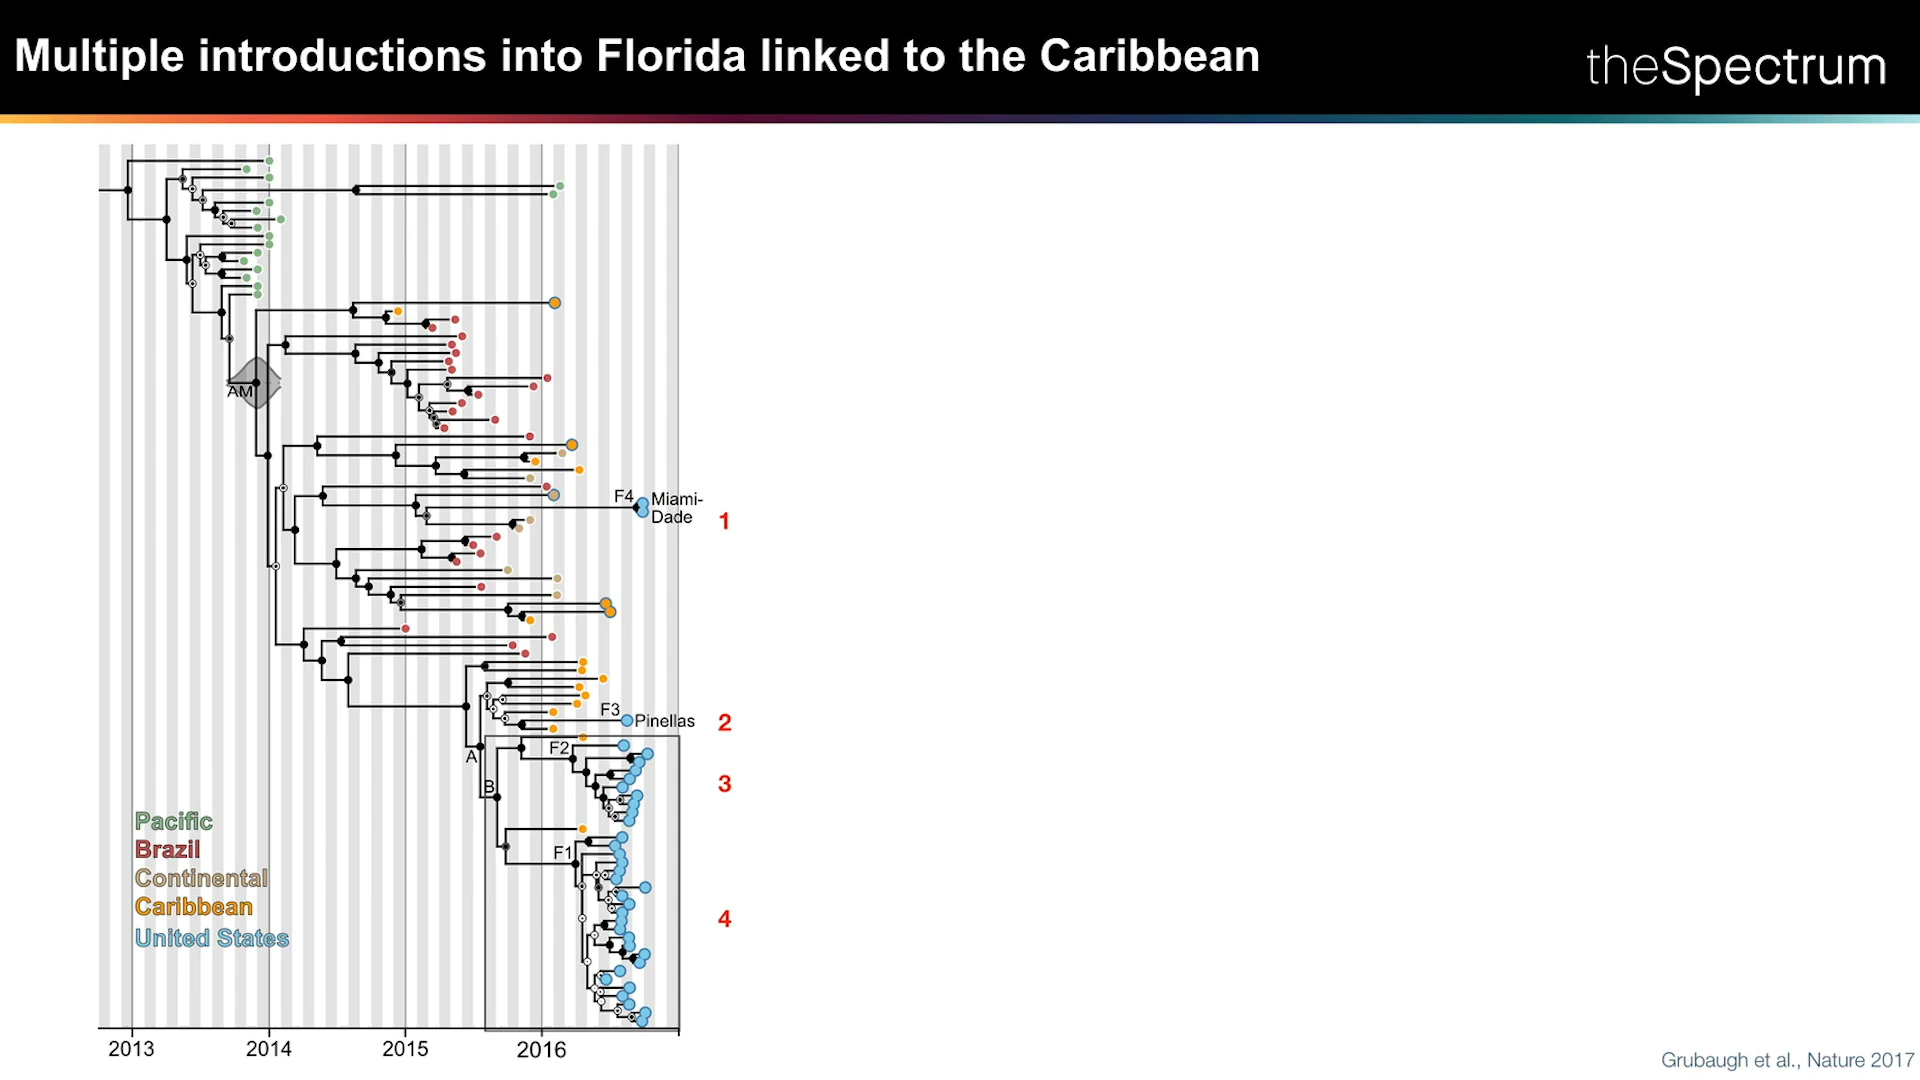 Multiple introductions into Florida linked to the Caribbean
theSpectrum
AM
F4
Miami-
Dade
1
F3
Pinellas
2
A
F2
B
3
F1
4
Pacific
Brazil
Continental
Caribbean
United States
2013
2014
2015
2016
Grubaugh et al., Nature 2017